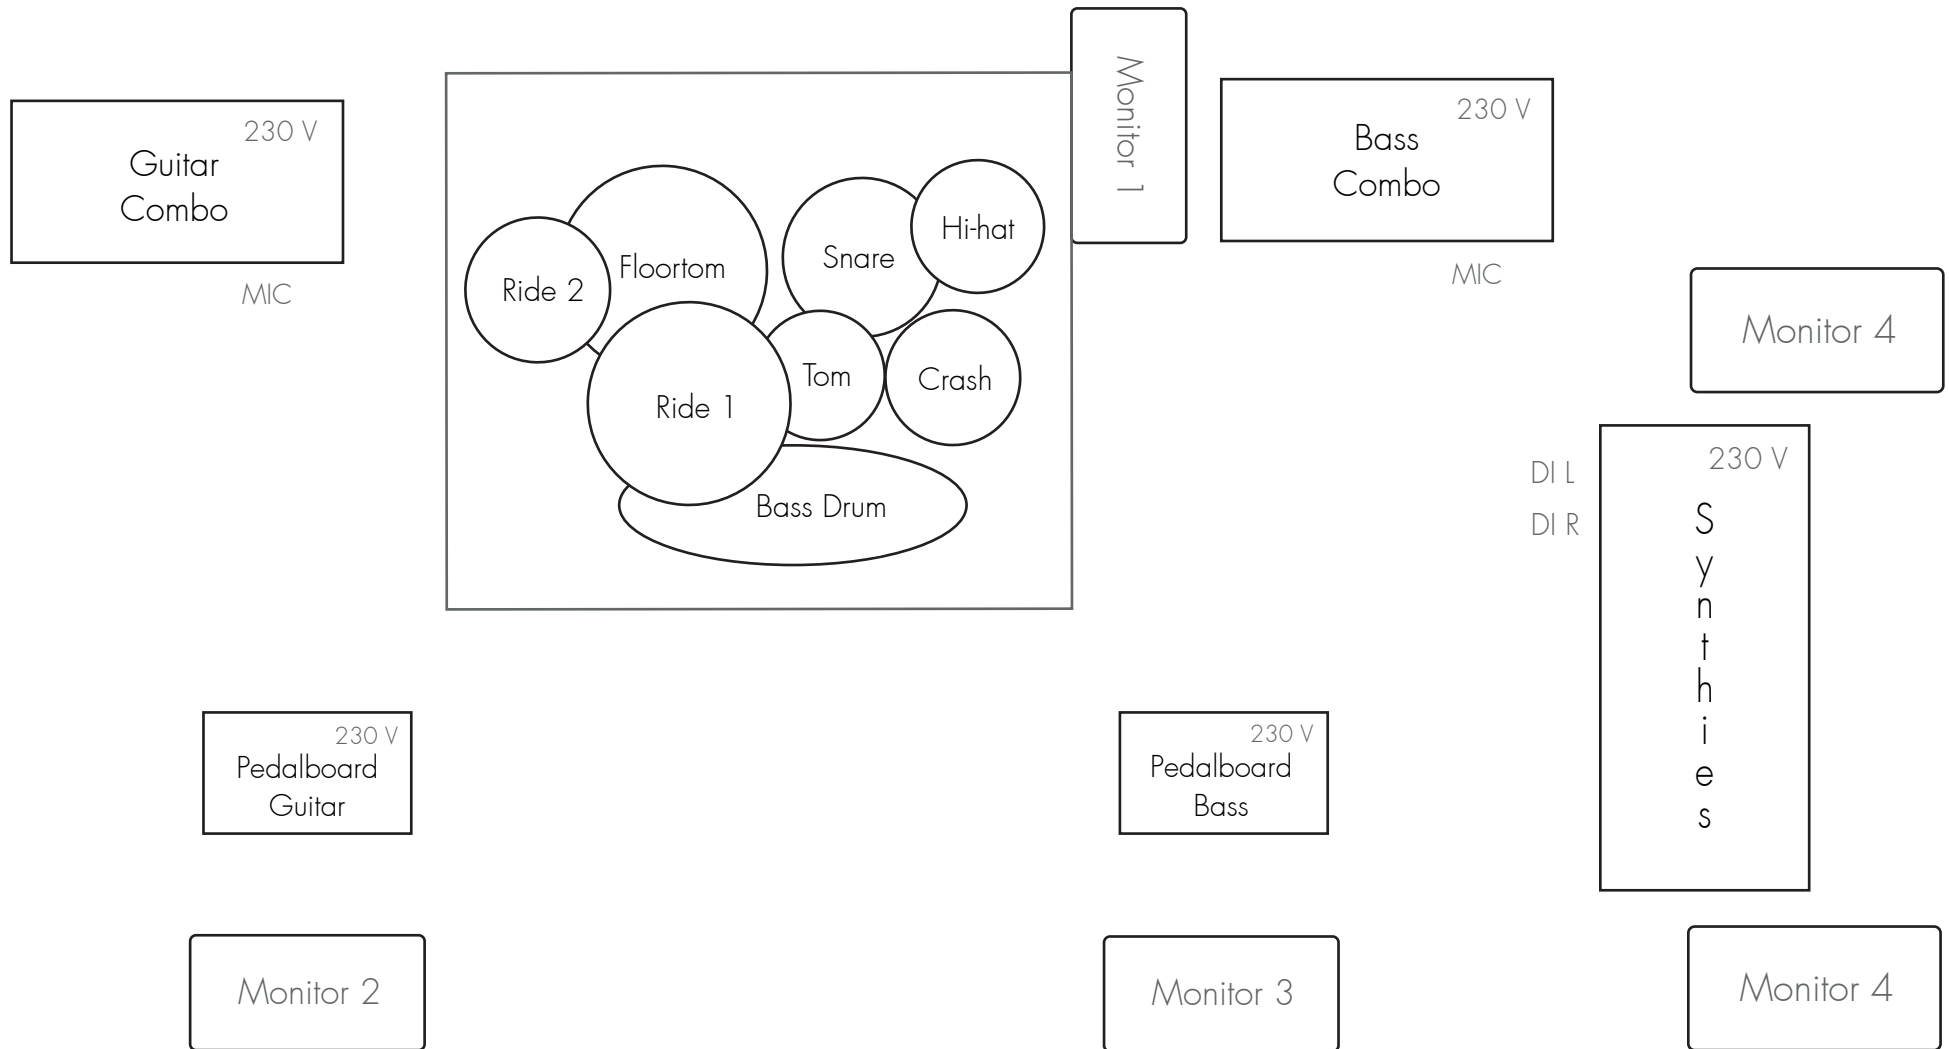 Monitor 1
230 V
Guitar
Combo
MIC
230 V
Bass
Combo
MIC
Hi-hat
Snare
Floortom
Ride 2
Tom
Crash
Ride 1
Bass Drum
Monitor 4
DI L
DI R
230 V
Synthies
230 V
Pedalboard
Guitar
230 V
Pedalboard
Bass
Monitor 2
Monitor 3
Monitor 4